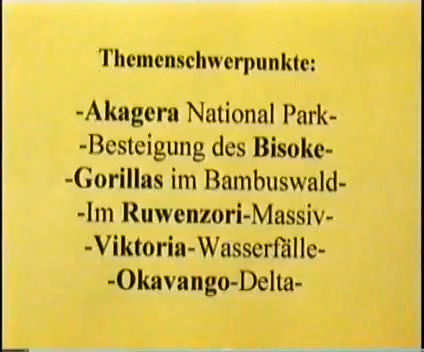 Themenschwerpunkte:
-Akagera National Park-
-Besteigung des Bisoke-
-Gorillas im Bambuswald-
-Im Ruwenzori-Massiv-
-Viktoria-Wasserfälle-
-Okavango-Delta-